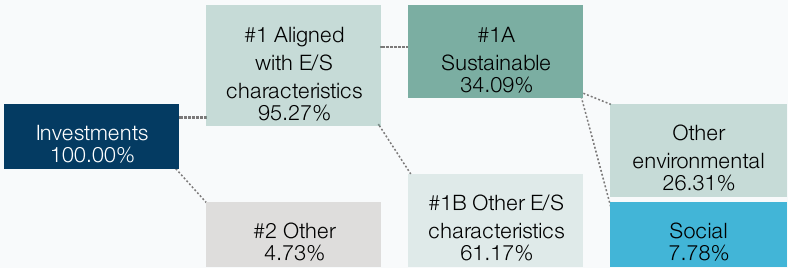 Investments
100.00%
#1 Aligned
with E/S
characteristics
95.27%
#2 Other
4.73%
#1A
Sustainable
34.09%
#1B Other E/S
characteristics
61.17%
Other
environmental
26.31%
Social
7.78%